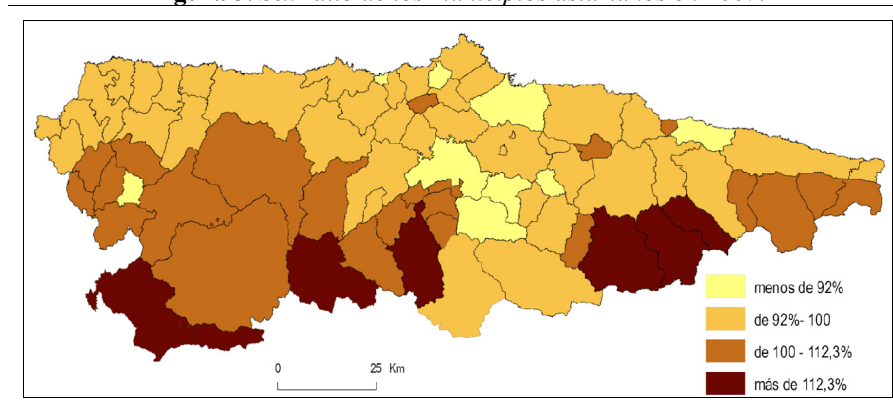 menos de 92%
de 92%- 100
de 100 - 112,3%
más de 112,3%
0 25 Km